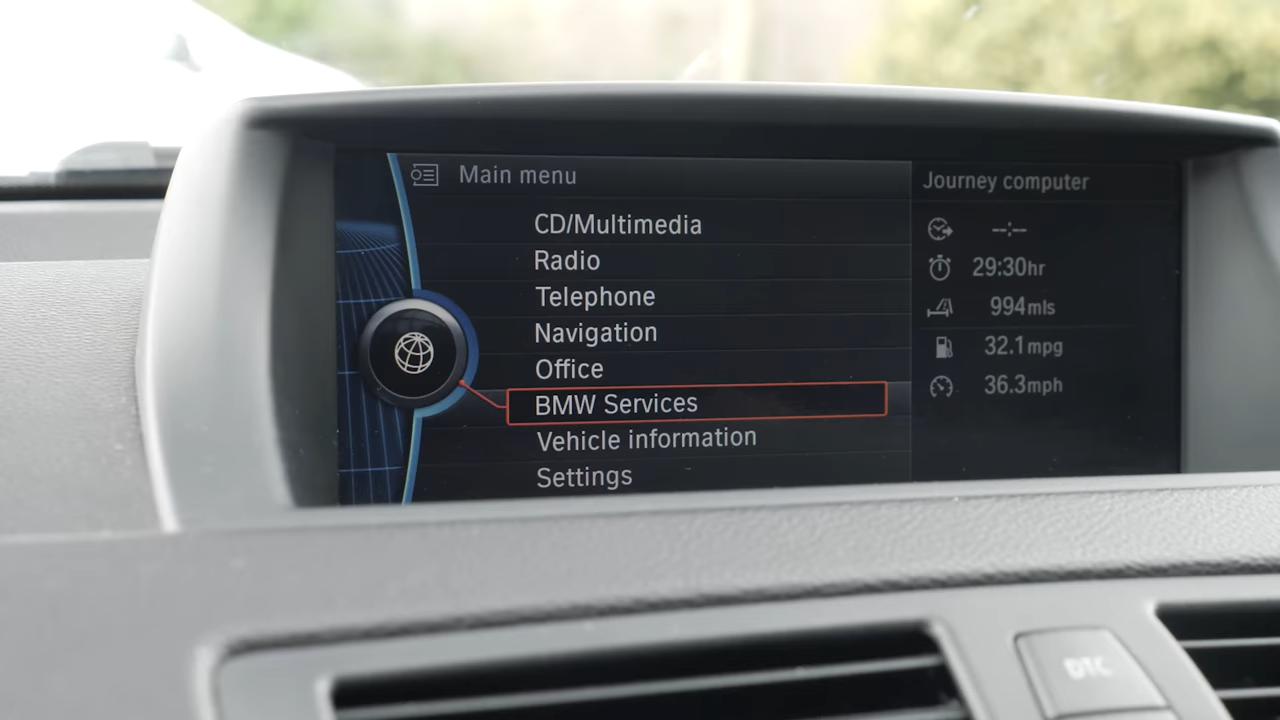 Main menu
CD/Multimedia
Radio
Telephone
Navigation
Office
BMW Services
Vehicle information
Settings
Journey computer
--:--
29:30hr
994mls
32.1mpg
36.3mph
DTC